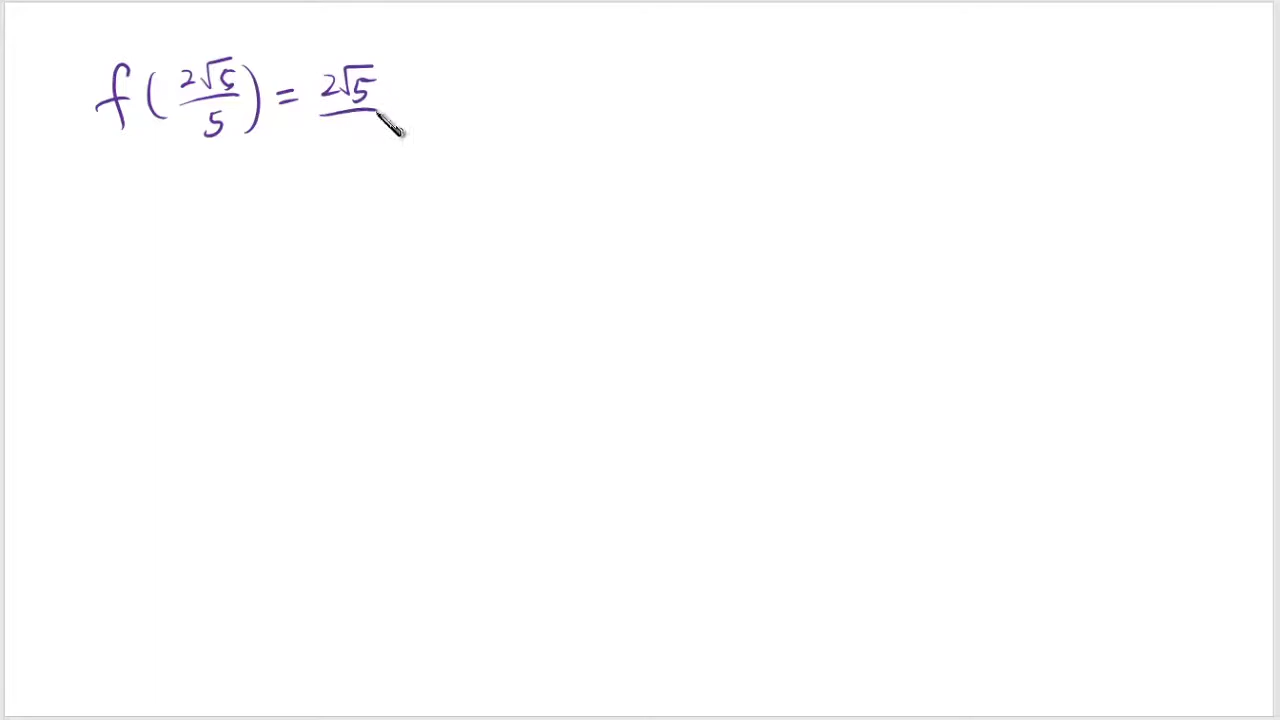 f(2√5/5) = 2√5/